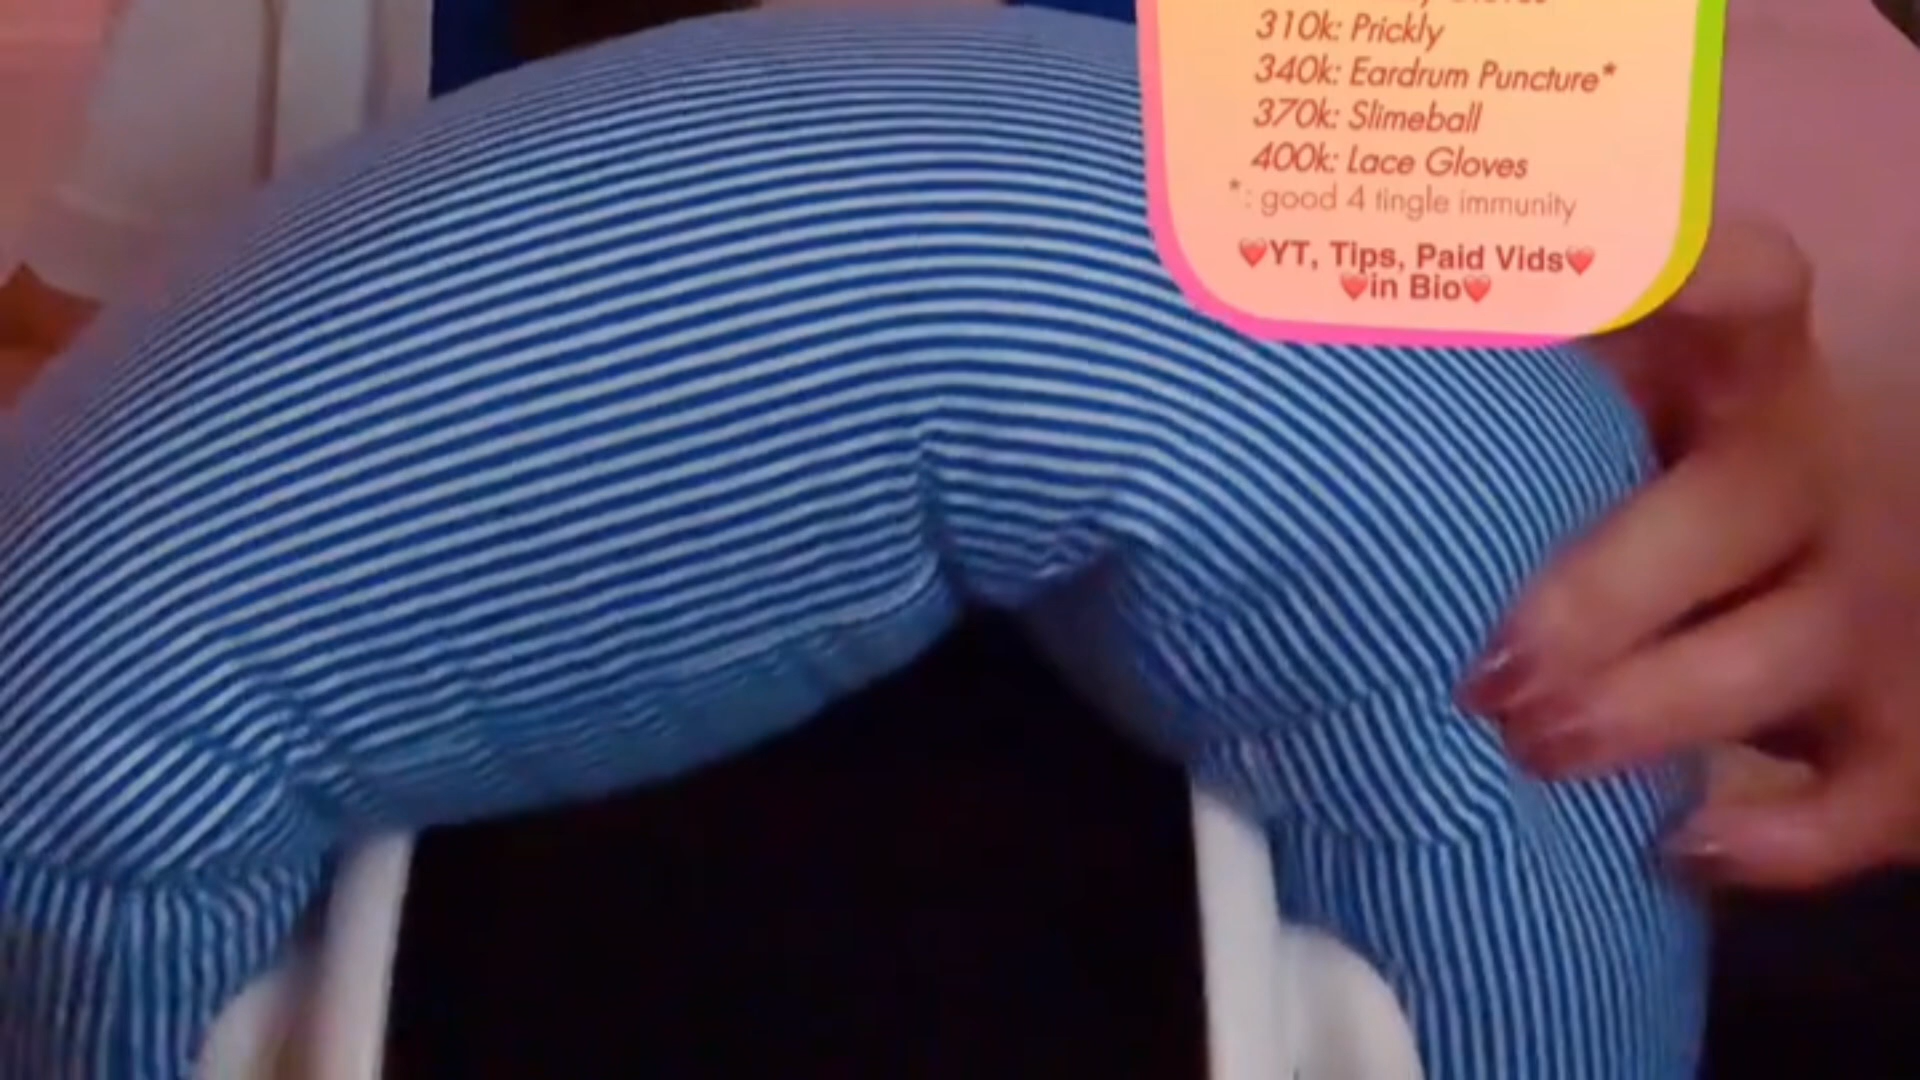 310k: Prickly
340k: Eardrum Puncture*
370k: Slimeball
400k: Lace Gloves
*: good 4 tingle immunity
❤️YT, Tips, Paid Vids❤️
❤️in Bio❤️